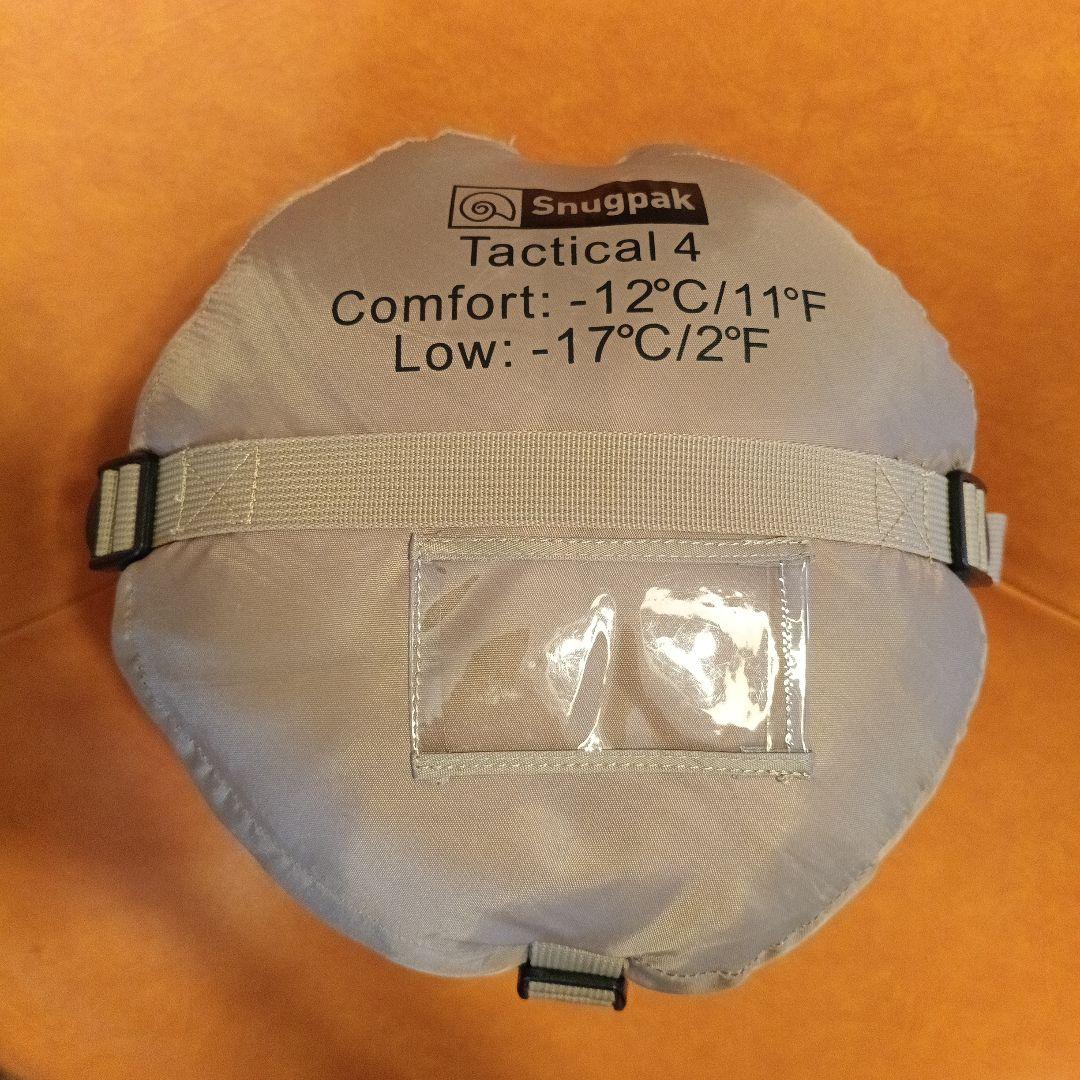 Snugpak
Tactical 4
Comfort: -12°C/11°F
Low: -17°C/2°F